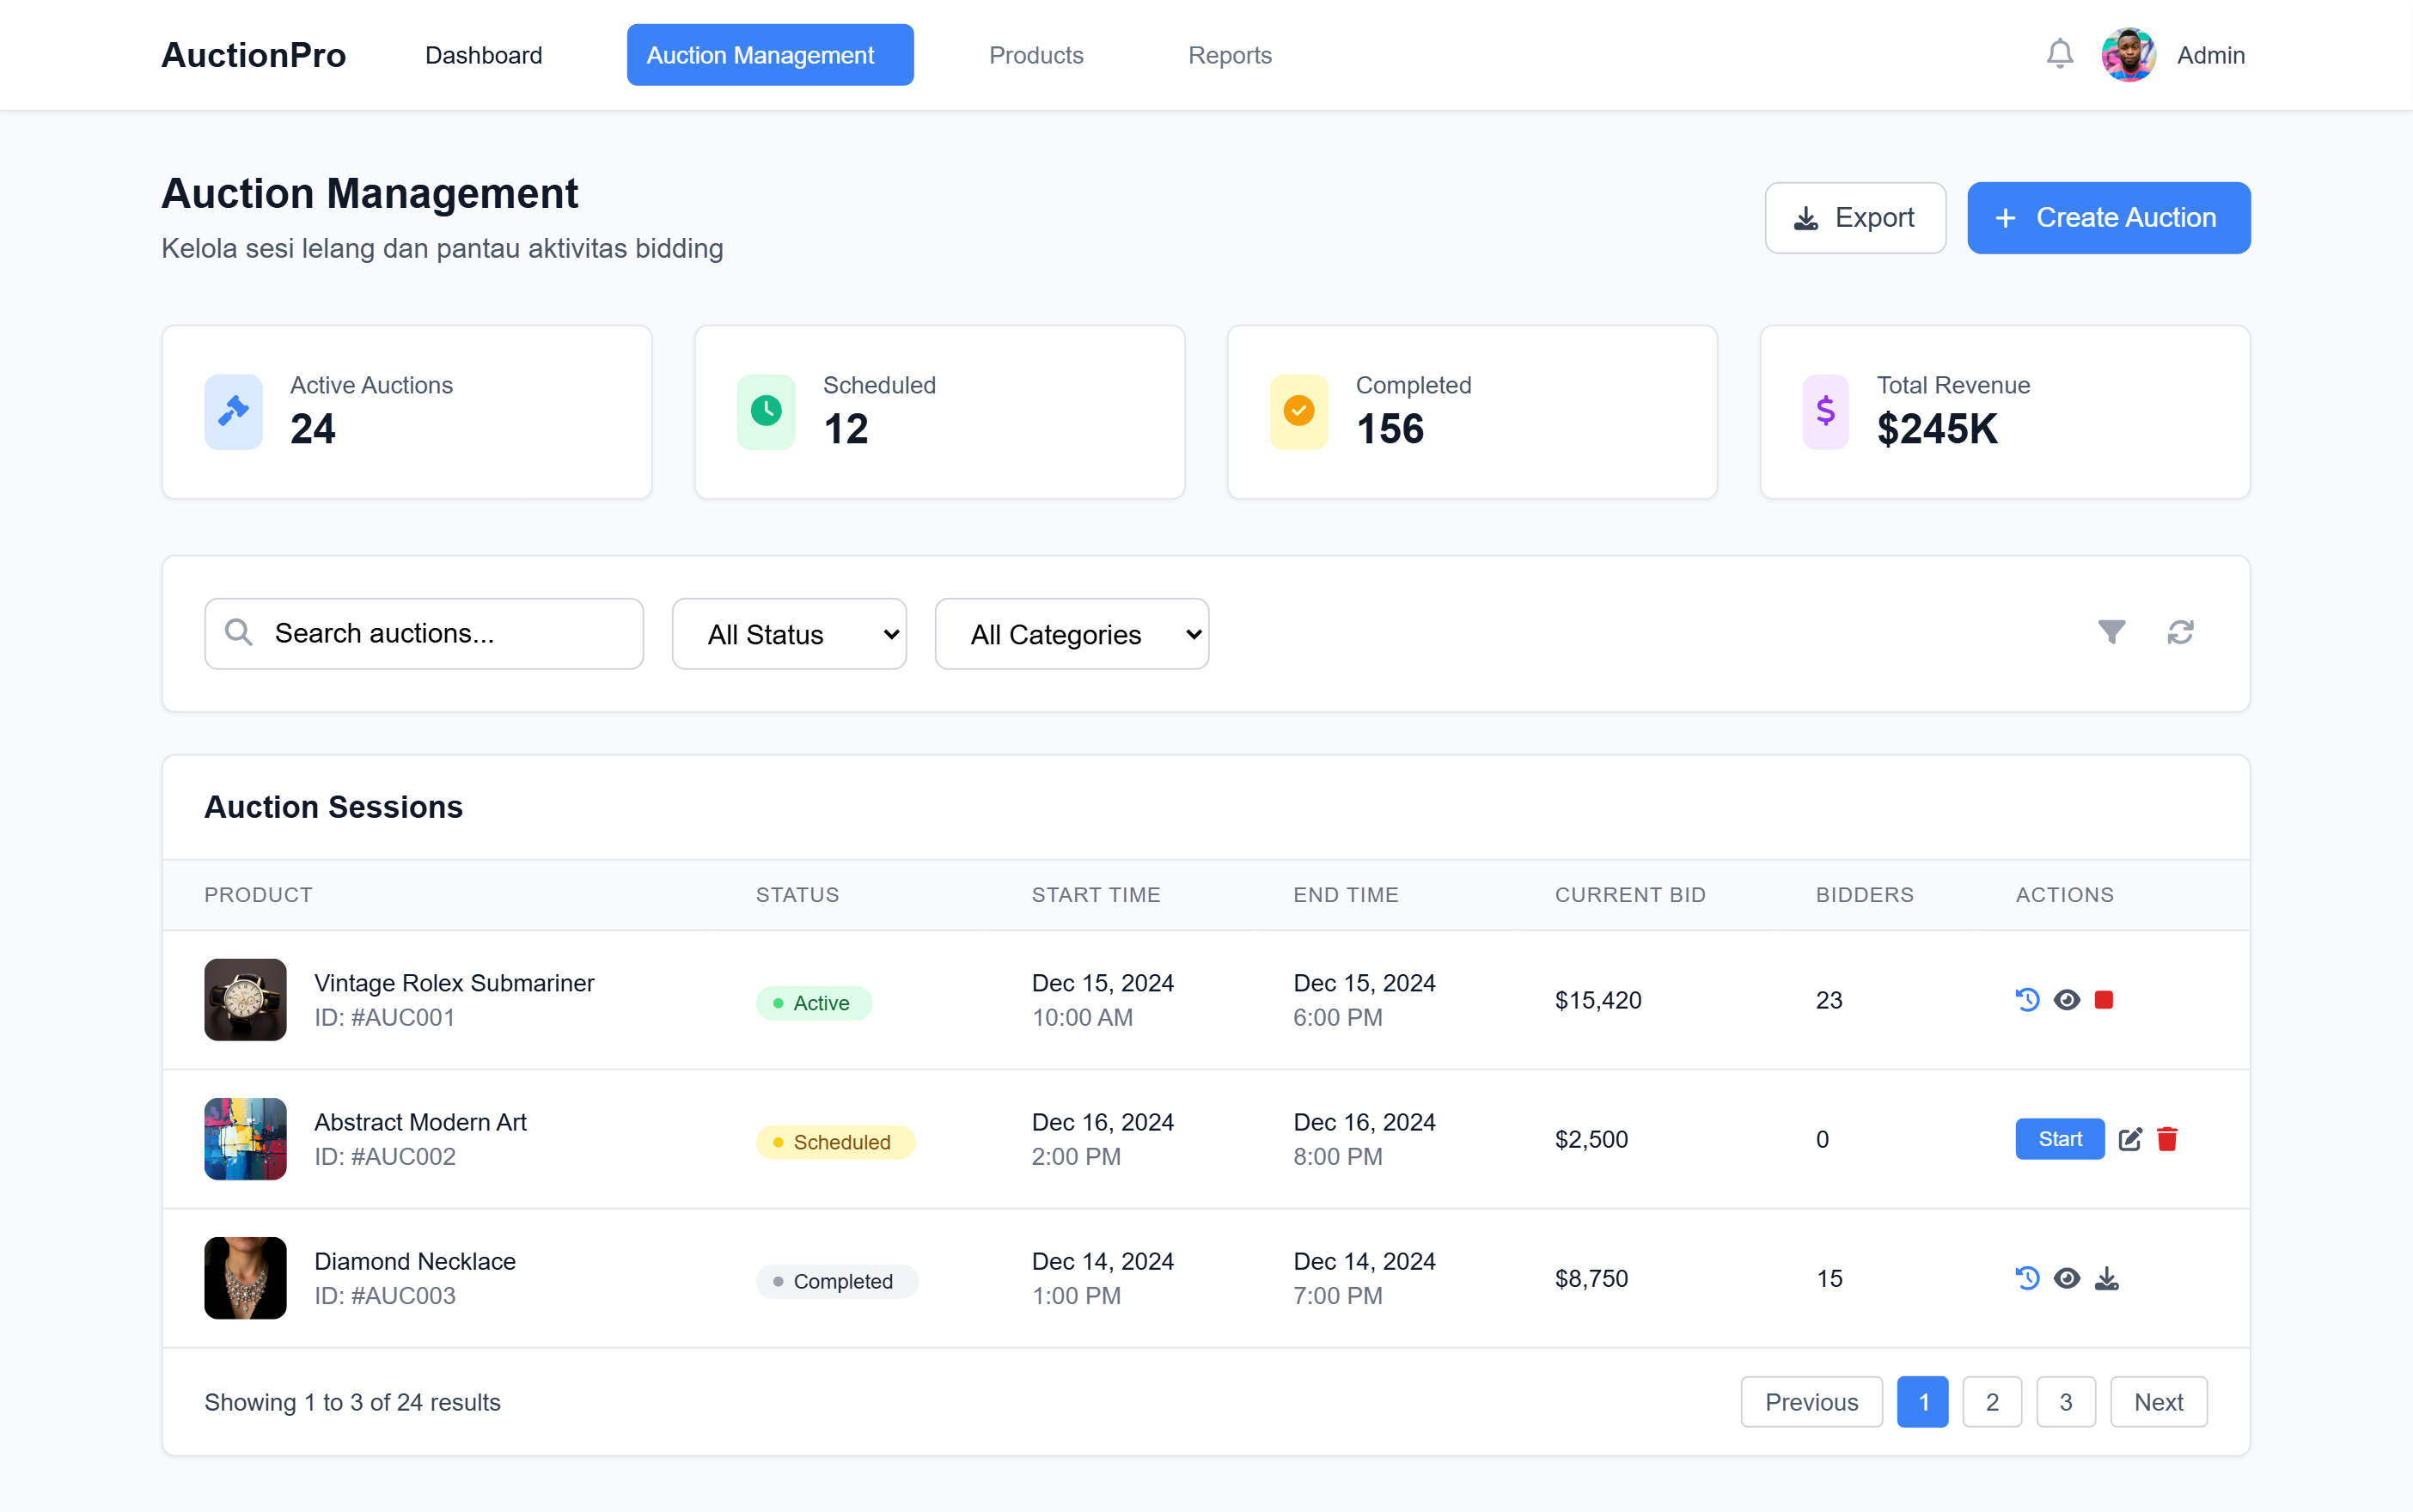 AuctionPro
Dashboard
Auction Management
Products
Reports
Admin
Auction Management
Kelola sesi lelang dan pantau aktivitas bidding
Export
Create Auction
Active Auctions
24
Scheduled
12
Completed
156
Total Revenue
$245K
Search auctions...
All Status
All Categories
Auction Sessions
PRODUCT STATUS START TIME END TIME CURRENT BID BIDDERS ACTIONS
Vintage Rolex Submariner
ID: #AUC001
Active
Dec 15, 2024
10:00 AM
Dec 15, 2024
6:00 PM
$15,420
23
Abstract Modern Art
ID: #AUC002
Scheduled
Dec 16, 2024
2:00 PM
Dec 16, 2024
8:00 PM
$2,500
0
Start
Diamond Necklace
ID: #AUC003
Completed
Dec 14, 2024
1:00 PM
Dec 14, 2024
7:00 PM
$8,750
15
Showing 1 to 3 of 24 results
Previous 1 2 3 Next